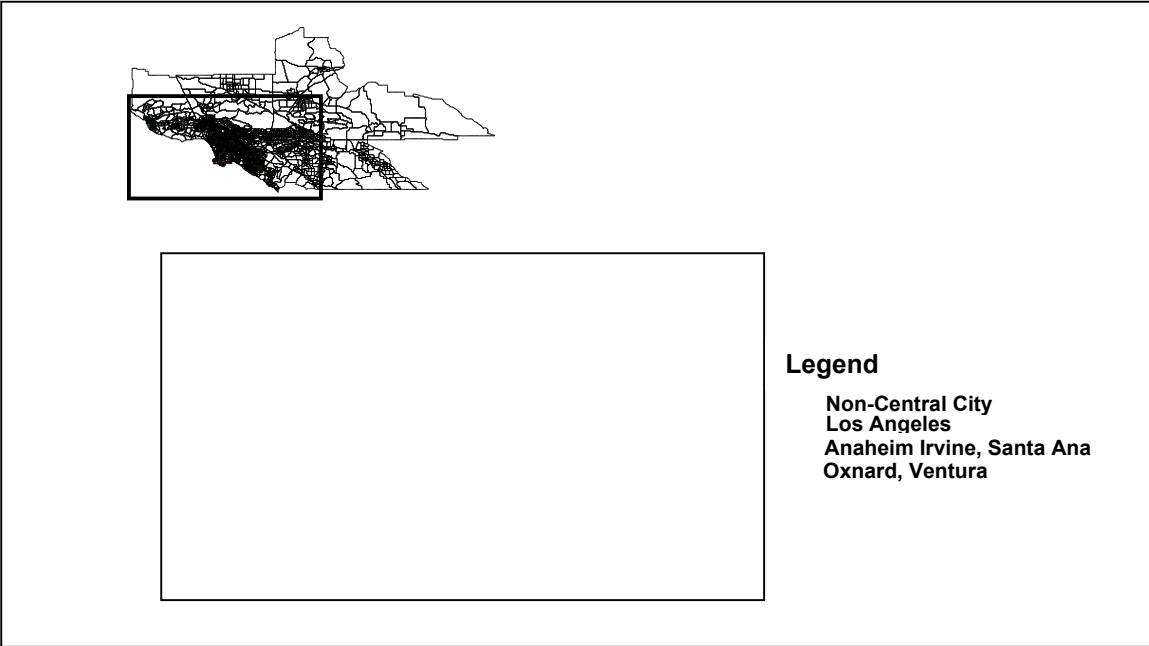 Legend
Non-Central City
Los Angeles
Anaheim Irvine, Santa Ana
Oxnard, Ventura